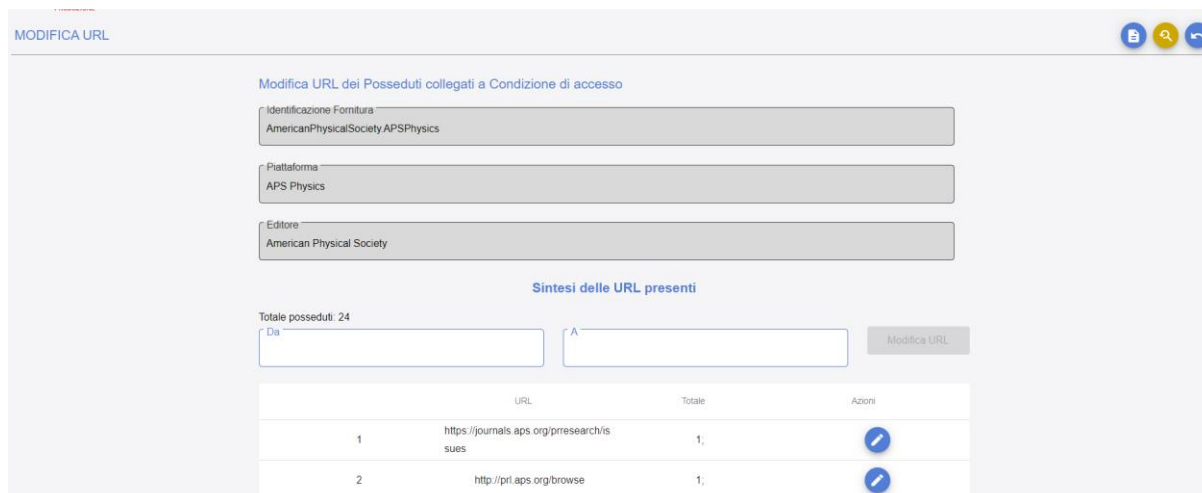 MODIFICA URL
Modifica URL dei Posseduti collegati a Condizione di accesso
Identificazione Fornitura
AmericanPhysicalSociety.APSPhysics
Piattaforma
APS Physics
Editore
American Physical Society
Sintesi delle URL presenti
Totale posseduti: 24
Da
A
Modifica URL
URL Totale Azioni
1 https://journals.aps.org/prresearch/is 1;
sues
2 http://prl.aps.org/browse 1;